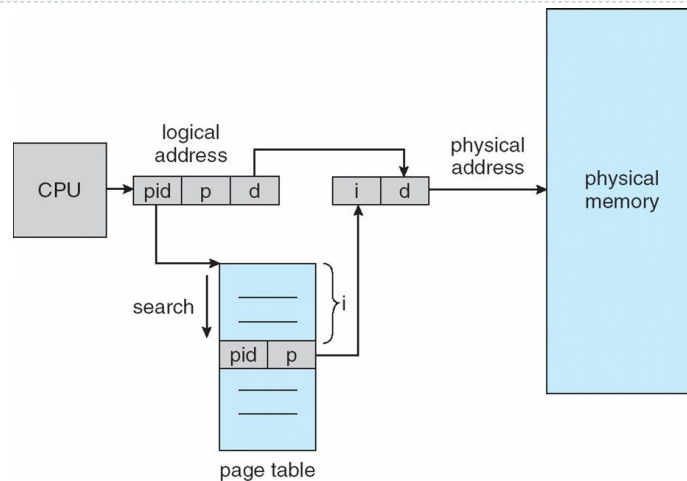 logical
address
physical
address
CPU
pid p d
i d
physical
memory
search
i
pid p
page table